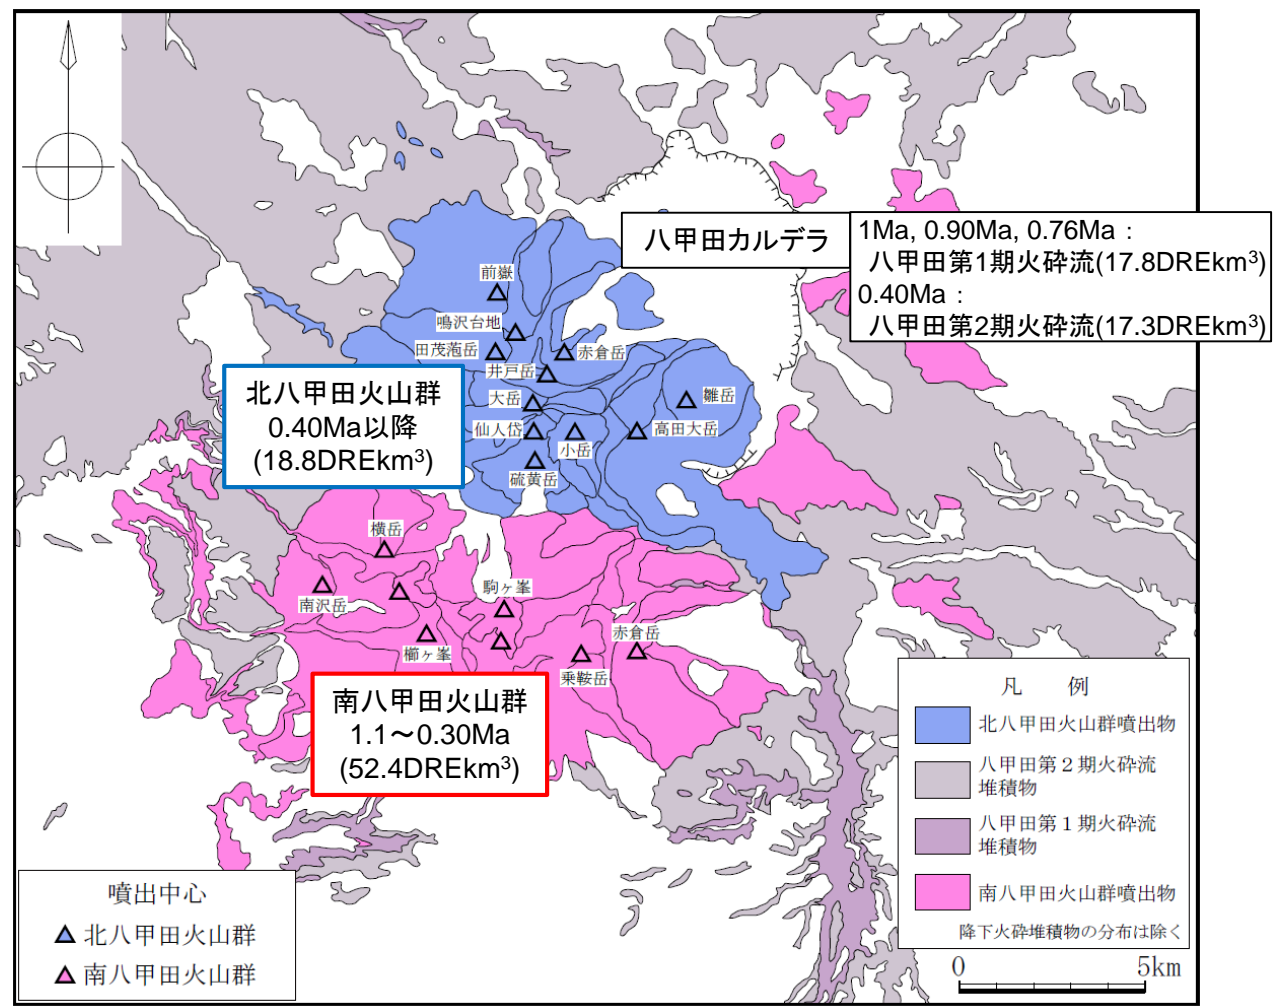 八甲田カルデラ
1Ma, 0.90Ma, 0.76Ma：
八甲田第1期火砕流(17.8DREkm³)
0.40Ma：
八甲田第2期火砕流(17.3DREkm³)
前嶽
鳴沢台地
田茂萢岳
赤倉岳
井戸岳
大岳
雛岳
仙人岱
小岳
高田大岳
硫黄岳
北八甲田火山群
0.40Ma以降
(18.8DREkm³)
横岳
南沢岳
駒ヶ峯
櫛ヶ峯
赤倉岳
乗鞍岳
南八甲田火山群
1.1～0.30Ma
(52.4DREkm³)
凡　例
北八甲田火山群噴出物
八甲田第２期火砕流
堆積物
八甲田第１期火砕流
堆積物
南八甲田火山群噴出物
降下火砕堆積物の分布は除く
噴出中心
北八甲田火山群
南八甲田火山群
0 5km